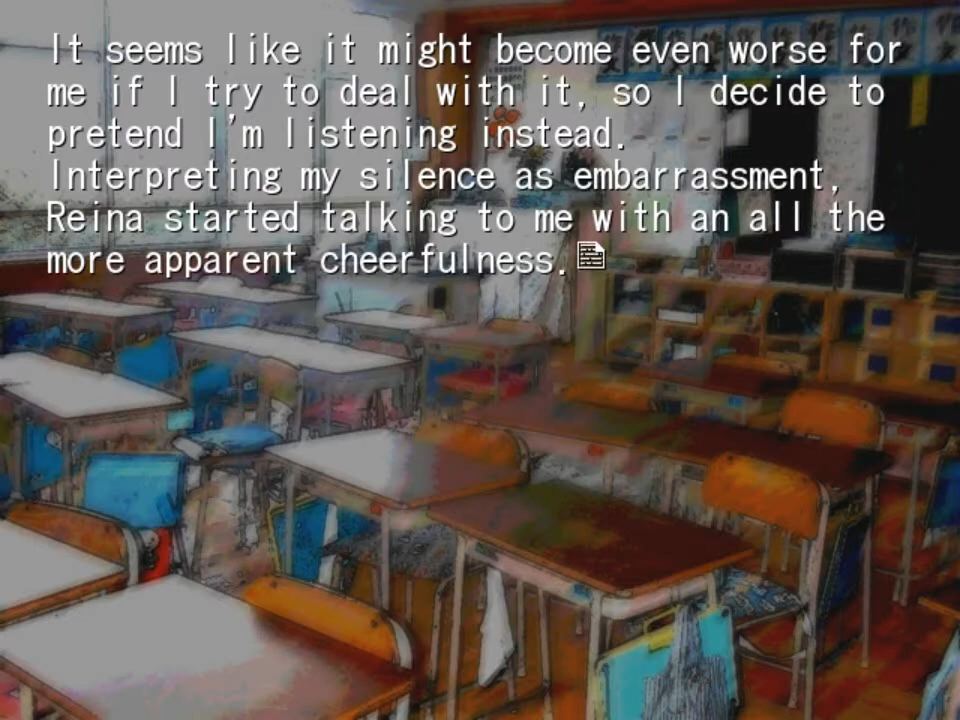 It seems like it might become even worse for
me if I try to deal with it, so I decide to
pretend I'm listening instead.
Interpreting my silence as embarrassment,
Reina started talking to me with an all the
more apparent cheerfulness.